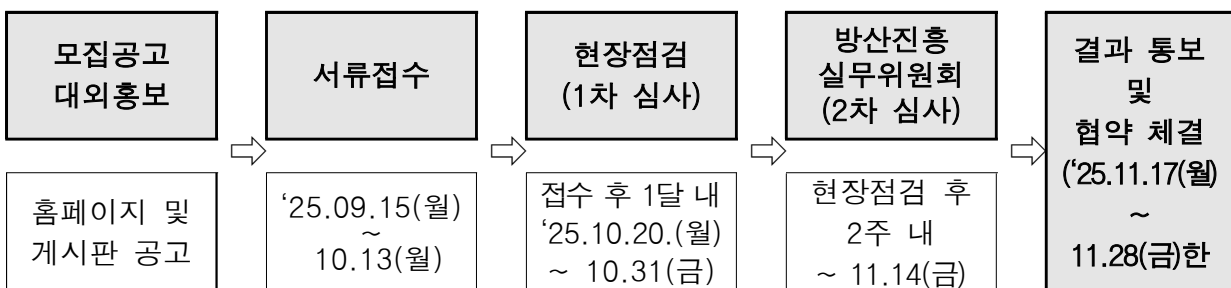 모집공고
대외홍보
서류접수
현장점검
(1차 심사)
방산진흥
실무위원회
(2차 심사)
결과 통보
및
협약 체결
(‘25.11.17(월)
~
11.28(금)한
홈페이지 및
게시판 공고
‘25.09.15(월)
~
10.13(월)
접수 후 1달 내
‘25.10.20.(월)
~ 10.31(금)
현장점검 후
2주 내
~ 11.14(금)